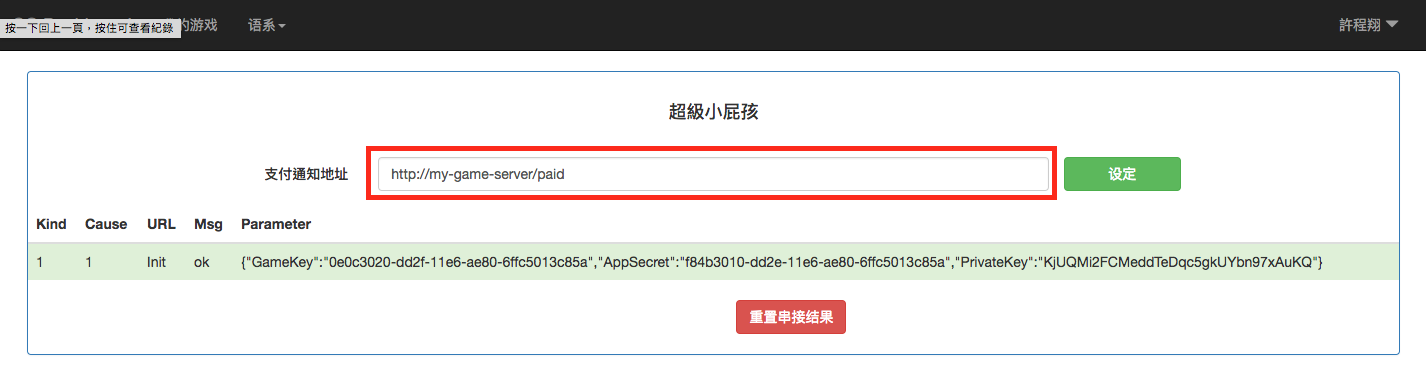 按一下回上一頁，按住可查看紀錄
的游戏
语系
許程翔
超級小屁孩
支付通知地址
http://my-game-server/paid
设定
Kind Cause URL Msg Parameter
1 1 Init ok {"GameKey":"0e0c3020-dd2f-11e6-ae80-6ffc5013c85a","AppSecret":"f84b3010-dd2e-11e6-ae80-6ffc5013c85a","PrivateKey":"KjUQMi2FCMeddTeDqc5gkUYbn97xAuKQ"}
重置串接结果